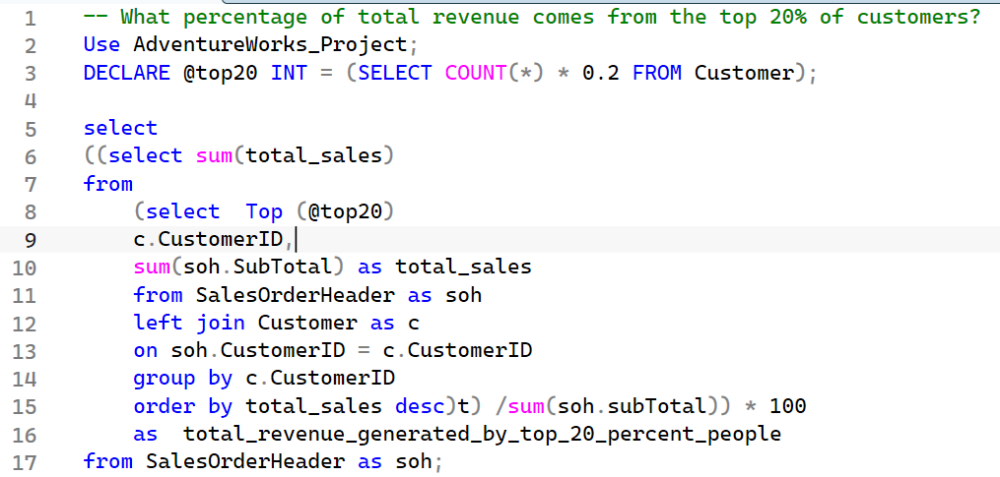 1 -- What percentage of total revenue comes from the top 20% of customers?
2 Use AdventureWorks_Project;
3 DECLARE @top20 INT = (SELECT COUNT(*) * 0.2 FROM Customer);
4
5 select
6 ((select sum(total_sales)
7 from
8     (select  Top (@top20)
9     c.CustomerID,
10     sum(soh.SubTotal) as total_sales
11     from SalesOrderHeader as soh
12     left join Customer as c
13     on soh.CustomerID = c.CustomerID
14     group by c.CustomerID
15     order by total_sales desc)t) /sum(soh.subTotal)) * 100
16     as  total_revenue_generated_by_top_20_percent_people
17 from SalesOrderHeader as soh;